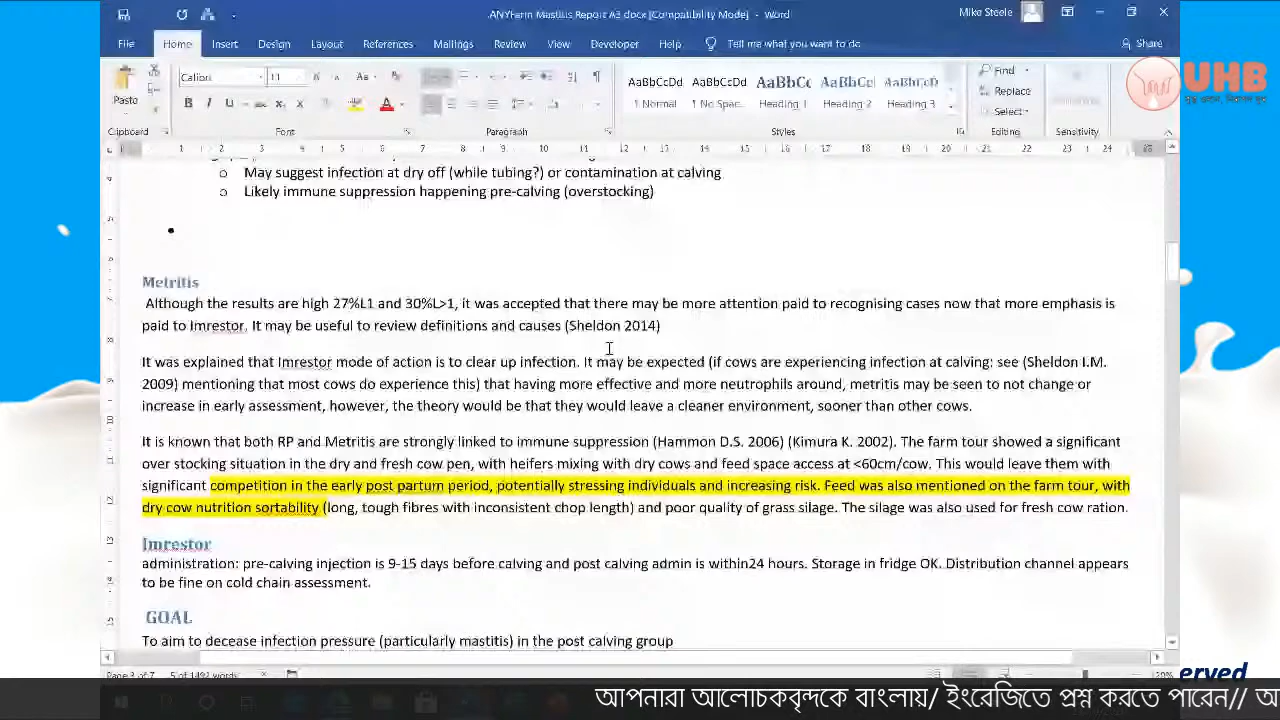 ANYFarm Mastitis Report A3.docx [Compatibility Mode] - Word
Mike Steele
File Home Insert Design Layout References Mailings Review View Developer Help Tell me what you want to do Share
Calibri 11
Paste
AaBbCcDd AaBbCcDd AaBbCc AaBbCcI AaBbCcD
¶ Normal ¶ No Spac... Heading 1 Heading 2 Heading 3
Find
Replace
Select
Clipboard Font Paragraph Styles Editing Sensitivity
UHB
o May suggest infection at dry off (while tubing?) or contamination at calving
o Likely immune suppression happening pre-calving (overstocking)
•
Metritis
Although the results are high 27%L1 and 30%L>1, it was accepted that there may be more attention paid to recognising cases now that more emphasis is
paid to Imrestor. It may be useful to review definitions and causes (Sheldon 2014)
It was explained that Imrestor mode of action is to clear up infection. It may be expected (if cows are experiencing infection at calving: see (Sheldon I.M.
2009) mentioning that most cows do experience this) that having more effective and more neutrophils around, metritis may be seen to not change or
increase in early assessment, however, the theory would be that they would leave a cleaner environment, sooner than other cows.
It is known that both RP and Metritis are strongly linked to immune suppression (Hammon D.S. 2006) (Kimura K. 2002). The farm tour showed a significant
over stocking situation in the dry and fresh cow pen, with heifers mixing with dry cows and feed space access at <60cm/cow. This would leave them with
significant competition in the early post partum period, potentially stressing individuals and increasing risk. Feed was also mentioned on the farm tour, with
dry cow nutrition sortability (long, tough fibres with inconsistent chop length) and poor quality of grass silage. The silage was also used for fresh cow ration.
Imrestor
administration: pre-calving injection is 9-15 days before calving and post calving admin is within24 hours. Storage in fridge OK. Distribution channel appears
to be fine on cold chain assessment.
GOAL
To aim to decease infection pressure (particularly mastitis) in the post calving group
Page 3 of 7 5 of 1492 words
erved
আপনারা আলোচকবৃন্দকে বাংলায়/ ইংরেজিতে প্রশ্ন করতে পারেন// আ